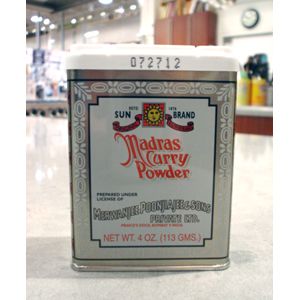 072712
ESTD 1876
SUN BRAND
Madras
Curry
Powder
PREPARED UNDER
LICENSE OF
MERWANJEE POONJIAJEE & SONS
PRIVATE LTD.
NET WT. 4 OZ. (113 GMS.)